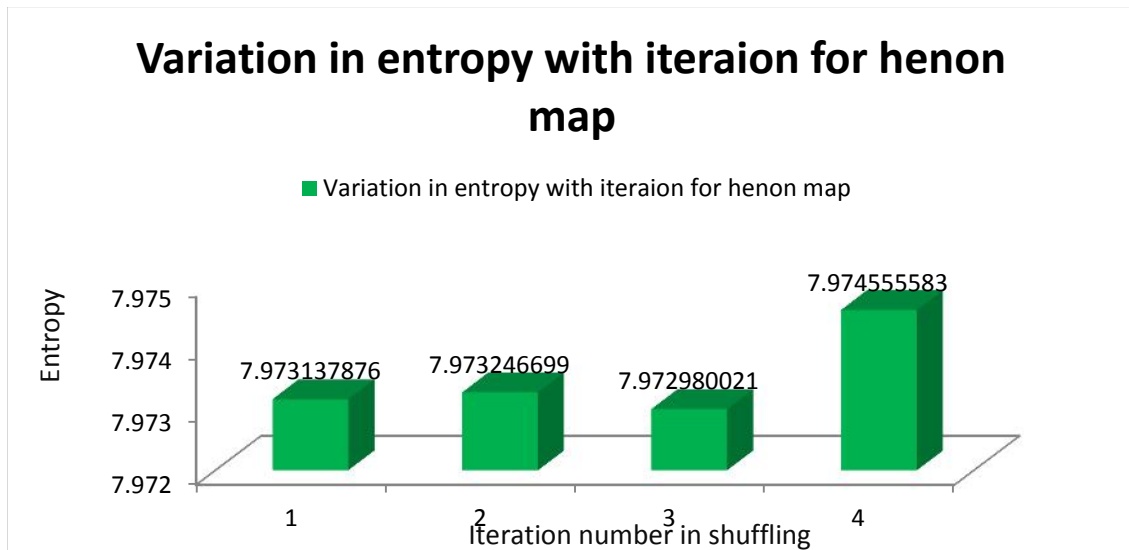 Variation in entropy with iteraion for henon
map
Variation in entropy with iteraion for henon map
Entropy
7.975
7.974
7.973
7.972
7.973137876
7.973246699
7.972980021
7.974555583
1 2 3 4
Iteration number in shuffling